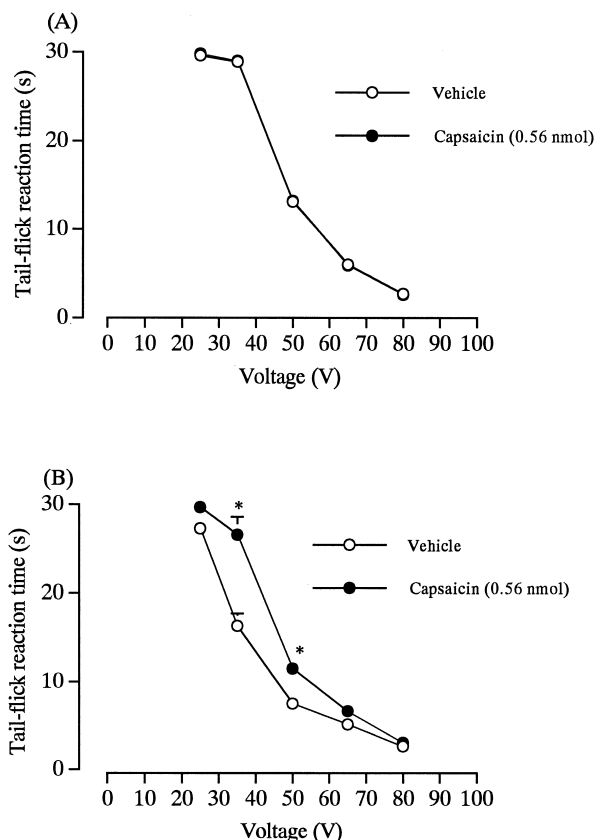 (A)
Tail-flick reaction time (s)
30
20
10
0
Vehicle
Capsaicin (0.56 nmol)
0 10 20 30 40 50 60 70 80 90 100
Voltage (V)
(B)
Tail-flick reaction time (s)
30
20
10
0
*
*
Vehicle
Capsaicin (0.56 nmol)
0 10 20 30 40 50 60 70 80 90 100
Voltage (V)